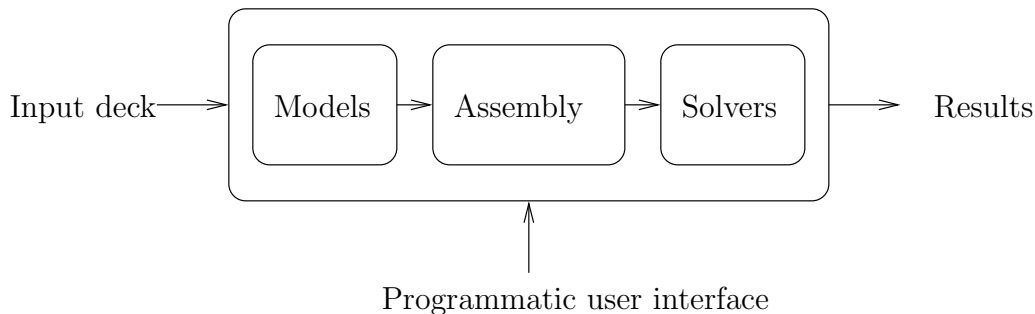 Input deck
Models
Assembly
Solvers
Results
Programmatic user interface